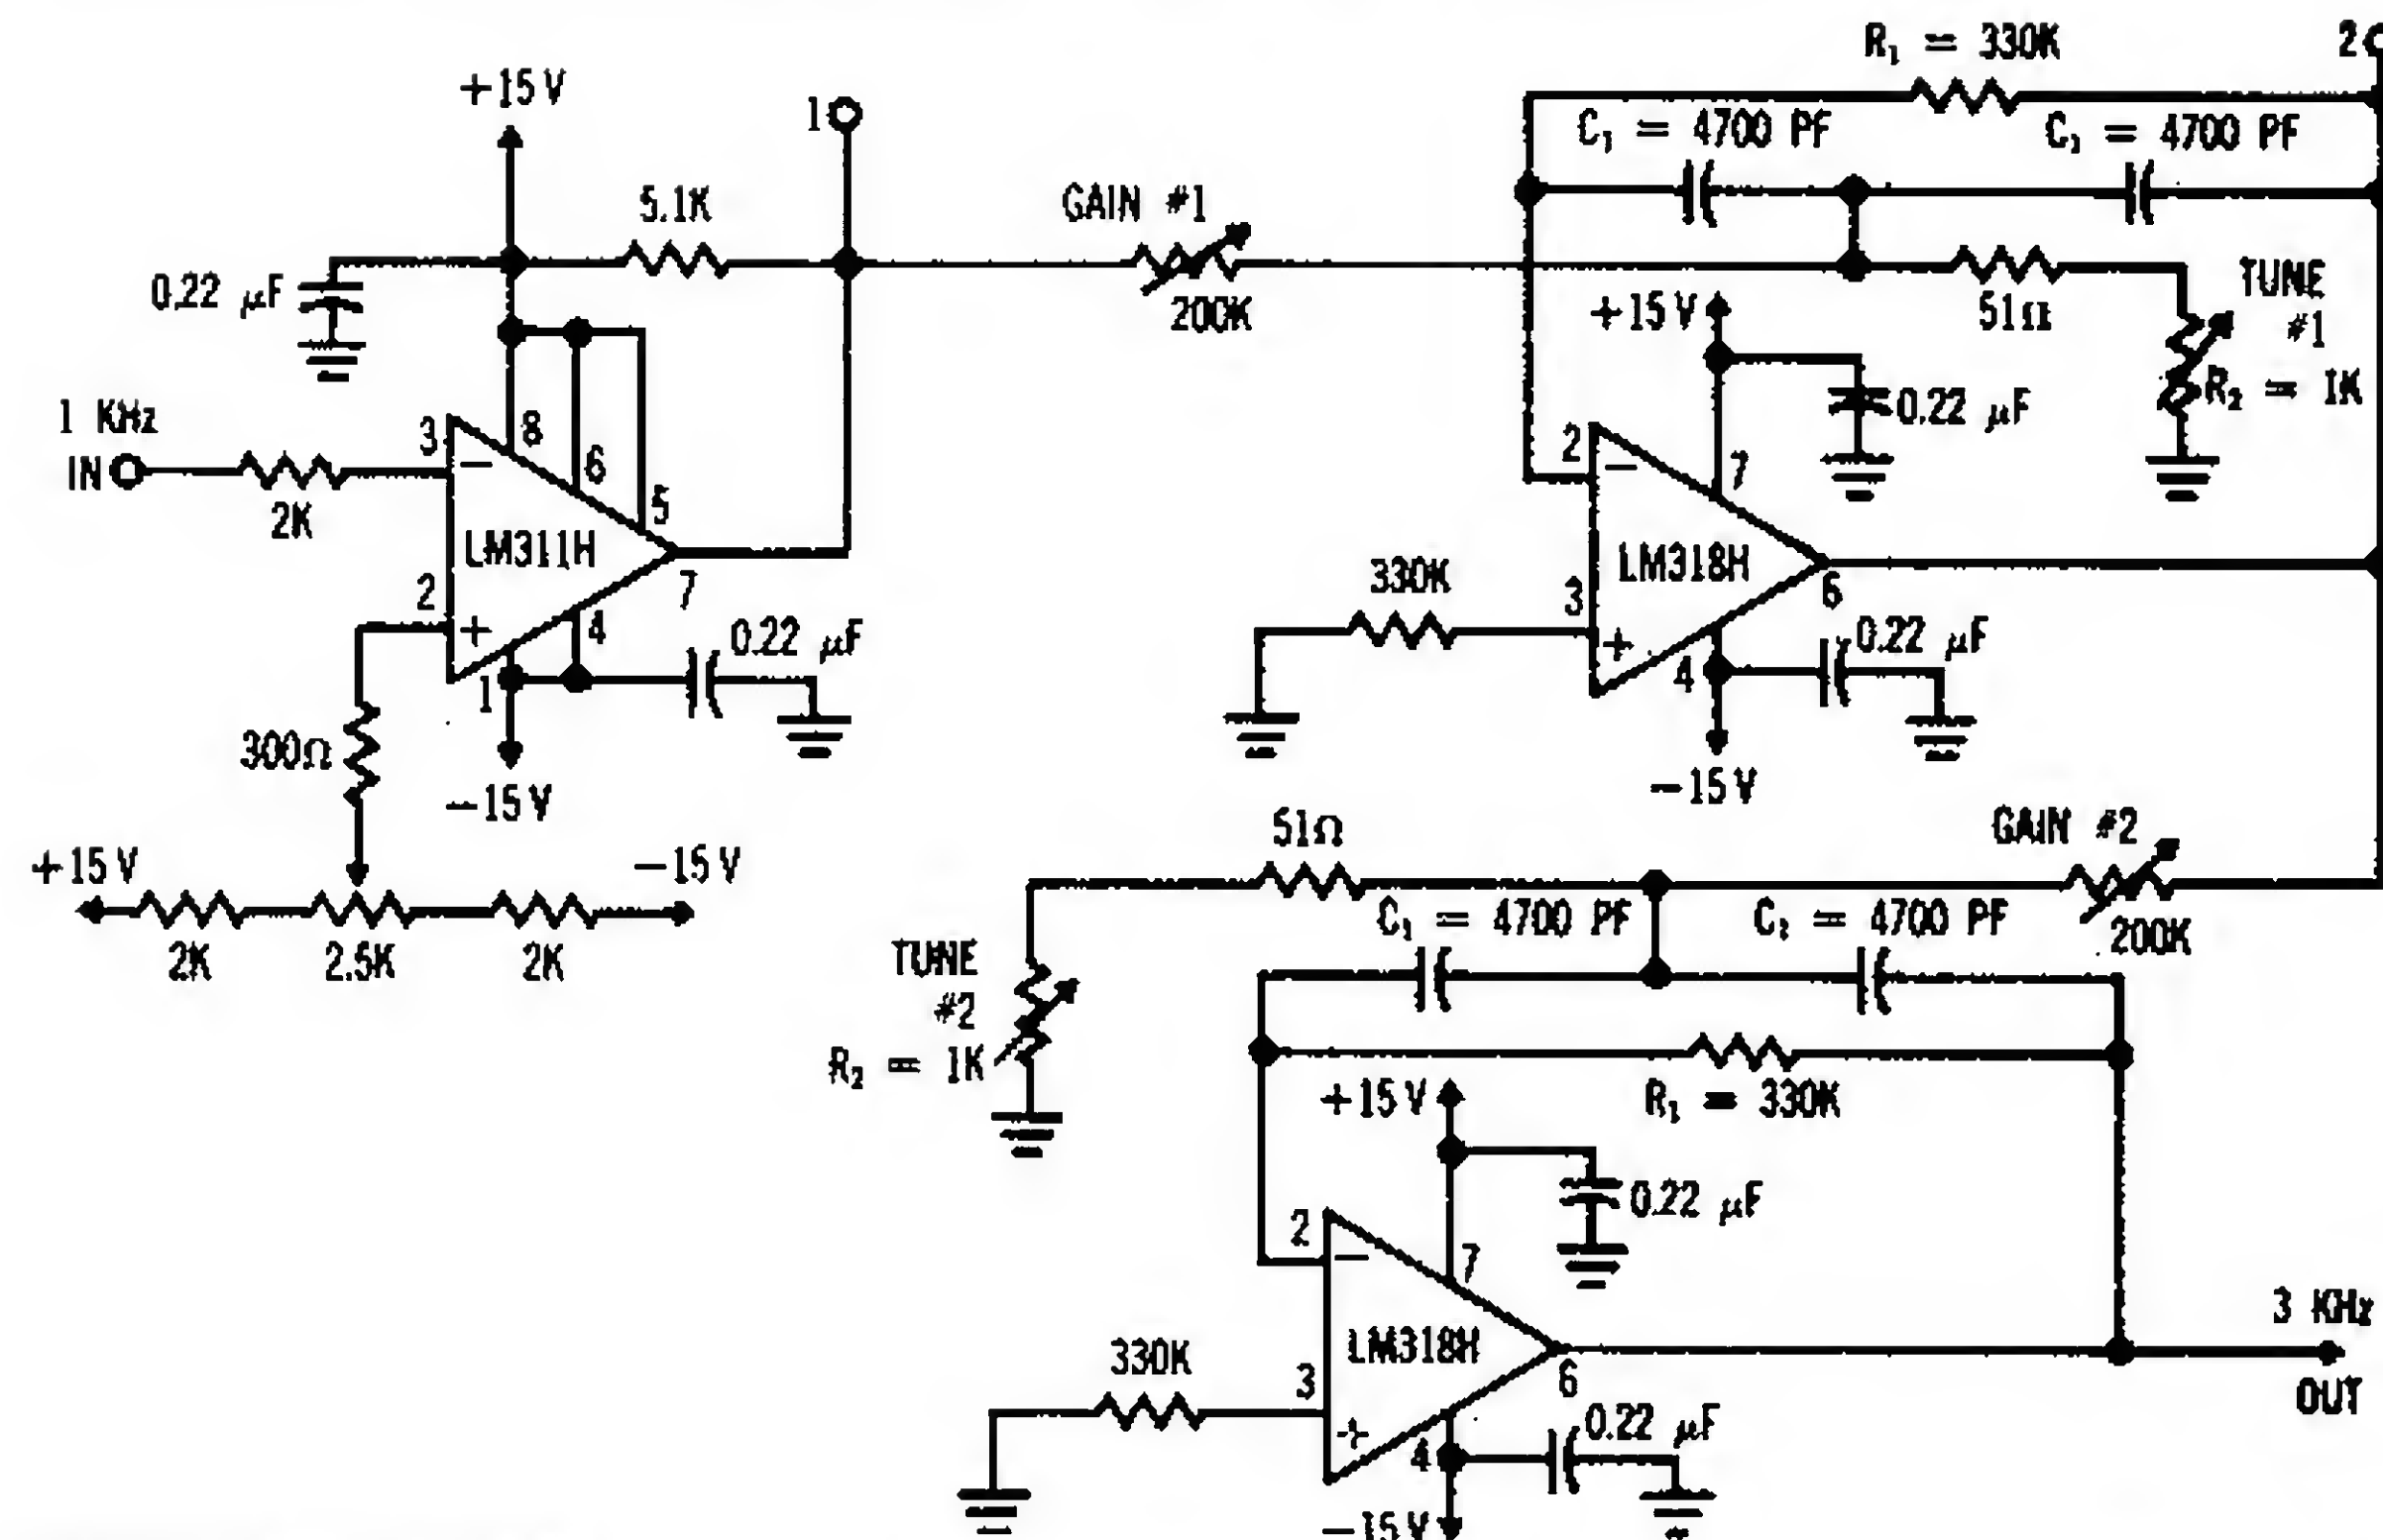 +15 V
1
5.1K
GAIN #1
200K
0.22 µF
1 KHz
IN
2K
3
8
6
5
−
LM311H
2
+
7
4
1
0.22 µF
300Ω
−15 V
+15 V
−15 V
2K
2.5K
2K
R₁ = 330K
2
C₁ = 4700 PF
4700 PF
51Ω
TUNE
#1
R₂ = 1K
+15 V
0.22 µF
2
−
7
LM318H
330K
3
+
6
4
0.22 µF
−15 V
51Ω
GAIN #2
200K
C₁ = 4700 PF
C₂ = 4700 PF
TUNE
#2
R₂ = 1K
R₁ = 330K
+15 V
0.22 µF
2
−
7
LM318H
330K
3
+
6
4
0.22 µF
−15 V
3 KHz
OUT